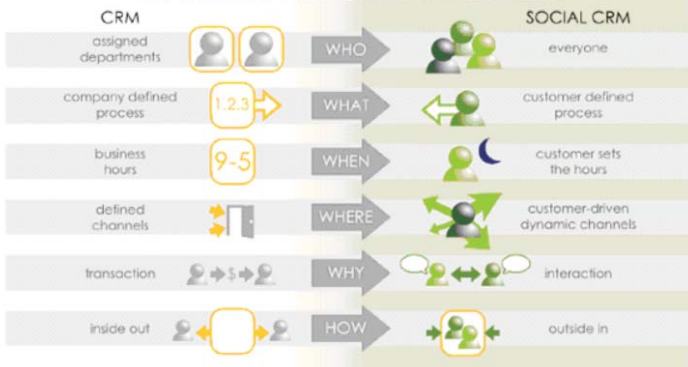 CRM
SOCIAL CRM
assigned
departments
WHO
everyone
company defined
process
1.2.3
WHAT
customer defined
process
business
hours
9-5
WHEN
customer sets
the hours
defined
channels
WHERE
customer-driven
dynamic channels
transaction
$
WHY
interaction
inside out
HOW
outside in